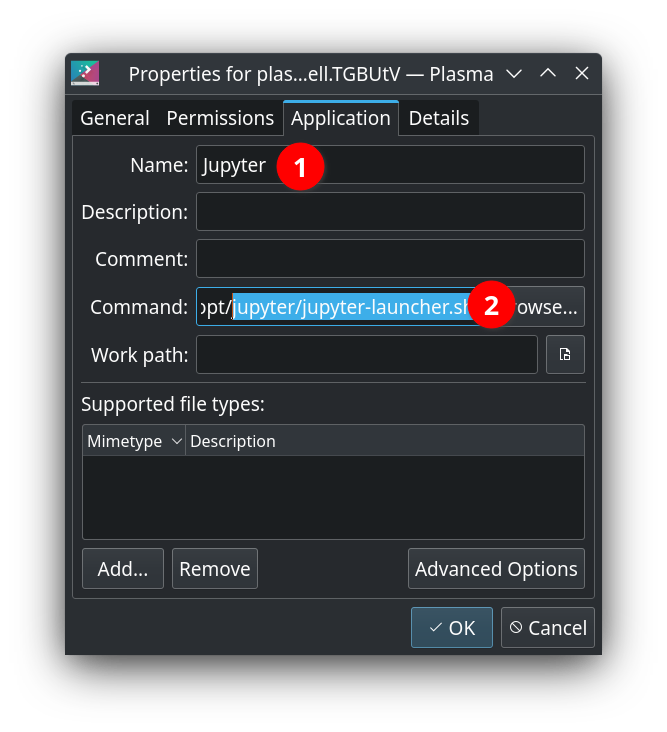 Properties for plas...ell.TGBUtV — Plasma
General Permissions Application Details
Name: Jupyter 1
Description:
Comment:
Command: opt/jupyter/jupyter-launcher.sh 2 rowse...
Work path:
Supported file types:
Mimetype Description
Add... Remove Advanced Options
OK Cancel